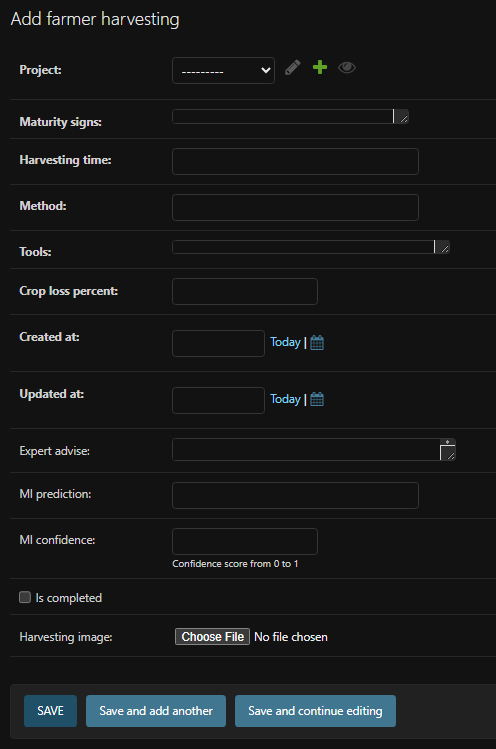 Add farmer harvesting
Project: ---------
Maturity signs:
Harvesting time:
Method:
Tools:
Crop loss percent:
Created at: Today |
Updated at: Today |
Expert advise:
Ml prediction:
Ml confidence:
Confidence score from 0 to 1
Is completed
Harvesting image: Choose File No file chosen
SAVE Save and add another Save and continue editing